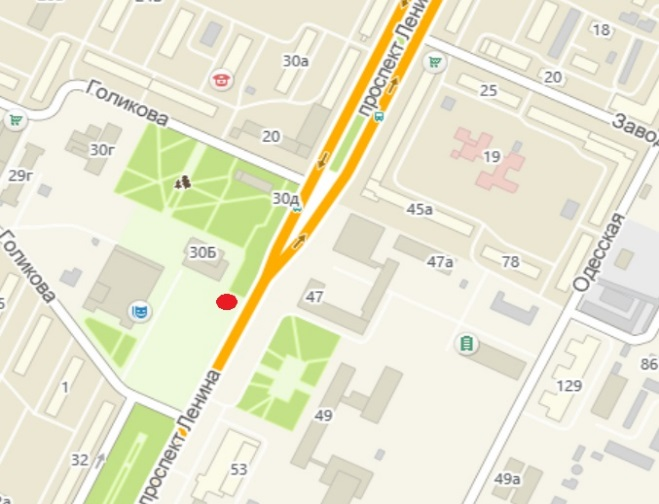 18
проспект Лени
30а
20
25
Голикова
Завод
20
30г
19
29г
30д
45а
Одесская
30Б
47а
78
Голикова
47
86
1
129
проспект Ленина
49
32
53
49а